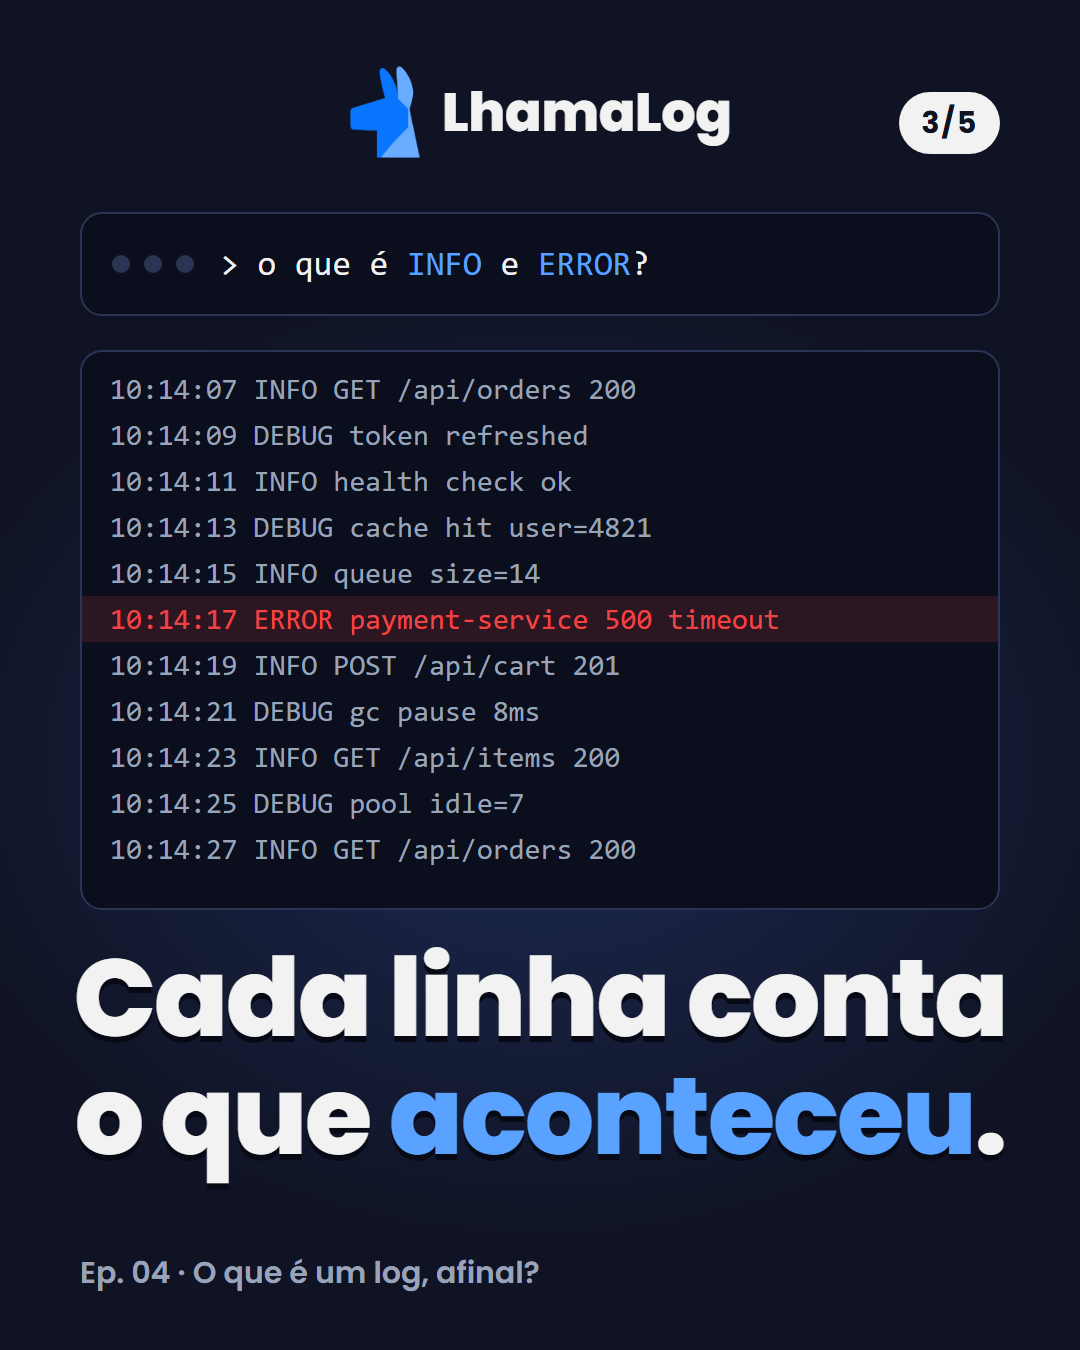 LhamaLog
3/5
> o que é INFO e ERROR?
10:14:07 INFO GET /api/orders 200
10:14:09 DEBUG token refreshed
10:14:11 INFO health check ok
10:14:13 DEBUG cache hit user=4821
10:14:15 INFO queue size=14
10:14:17 ERROR payment-service 500 timeout
10:14:19 INFO POST /api/cart 201
10:14:21 DEBUG gc pause 8ms
10:14:23 INFO GET /api/items 200
10:14:25 DEBUG pool idle=7
10:14:27 INFO GET /api/orders 200
Cada linha conta
o que aconteceu.
Ep. 04 · O que é um log, afinal?